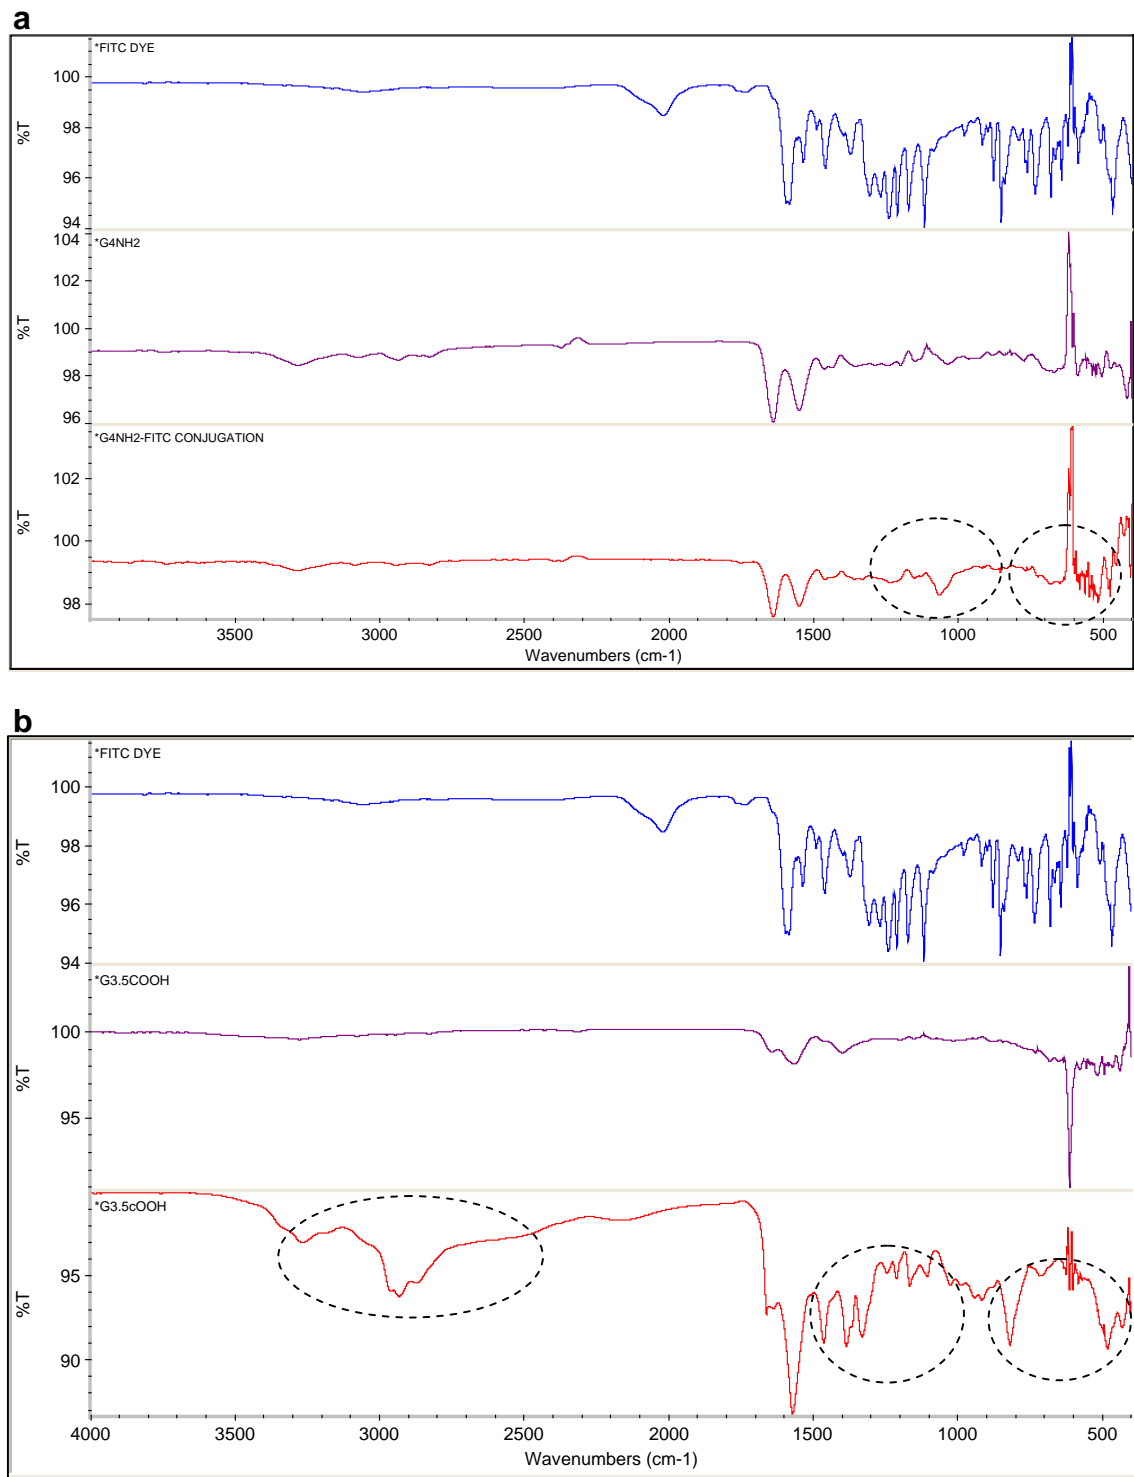 a
*FITC DYE
100
98
96
94
%T
*G4NH2
104
102
100
98
96
%T
*G4NH2-FITC CONJUGATION
102
100
98
%T
3500 3000 2500 2000 1500 1000 500
Wavenumbers (cm-1)
b
*FITC DYE
100
98
96
94
%T
*G3.5COOH
100
95
%T
*G3.5cOOH
95
90
%T
4000 3500 3000 2500 2000 1500 1000 500
Wavenumbers (cm-1)